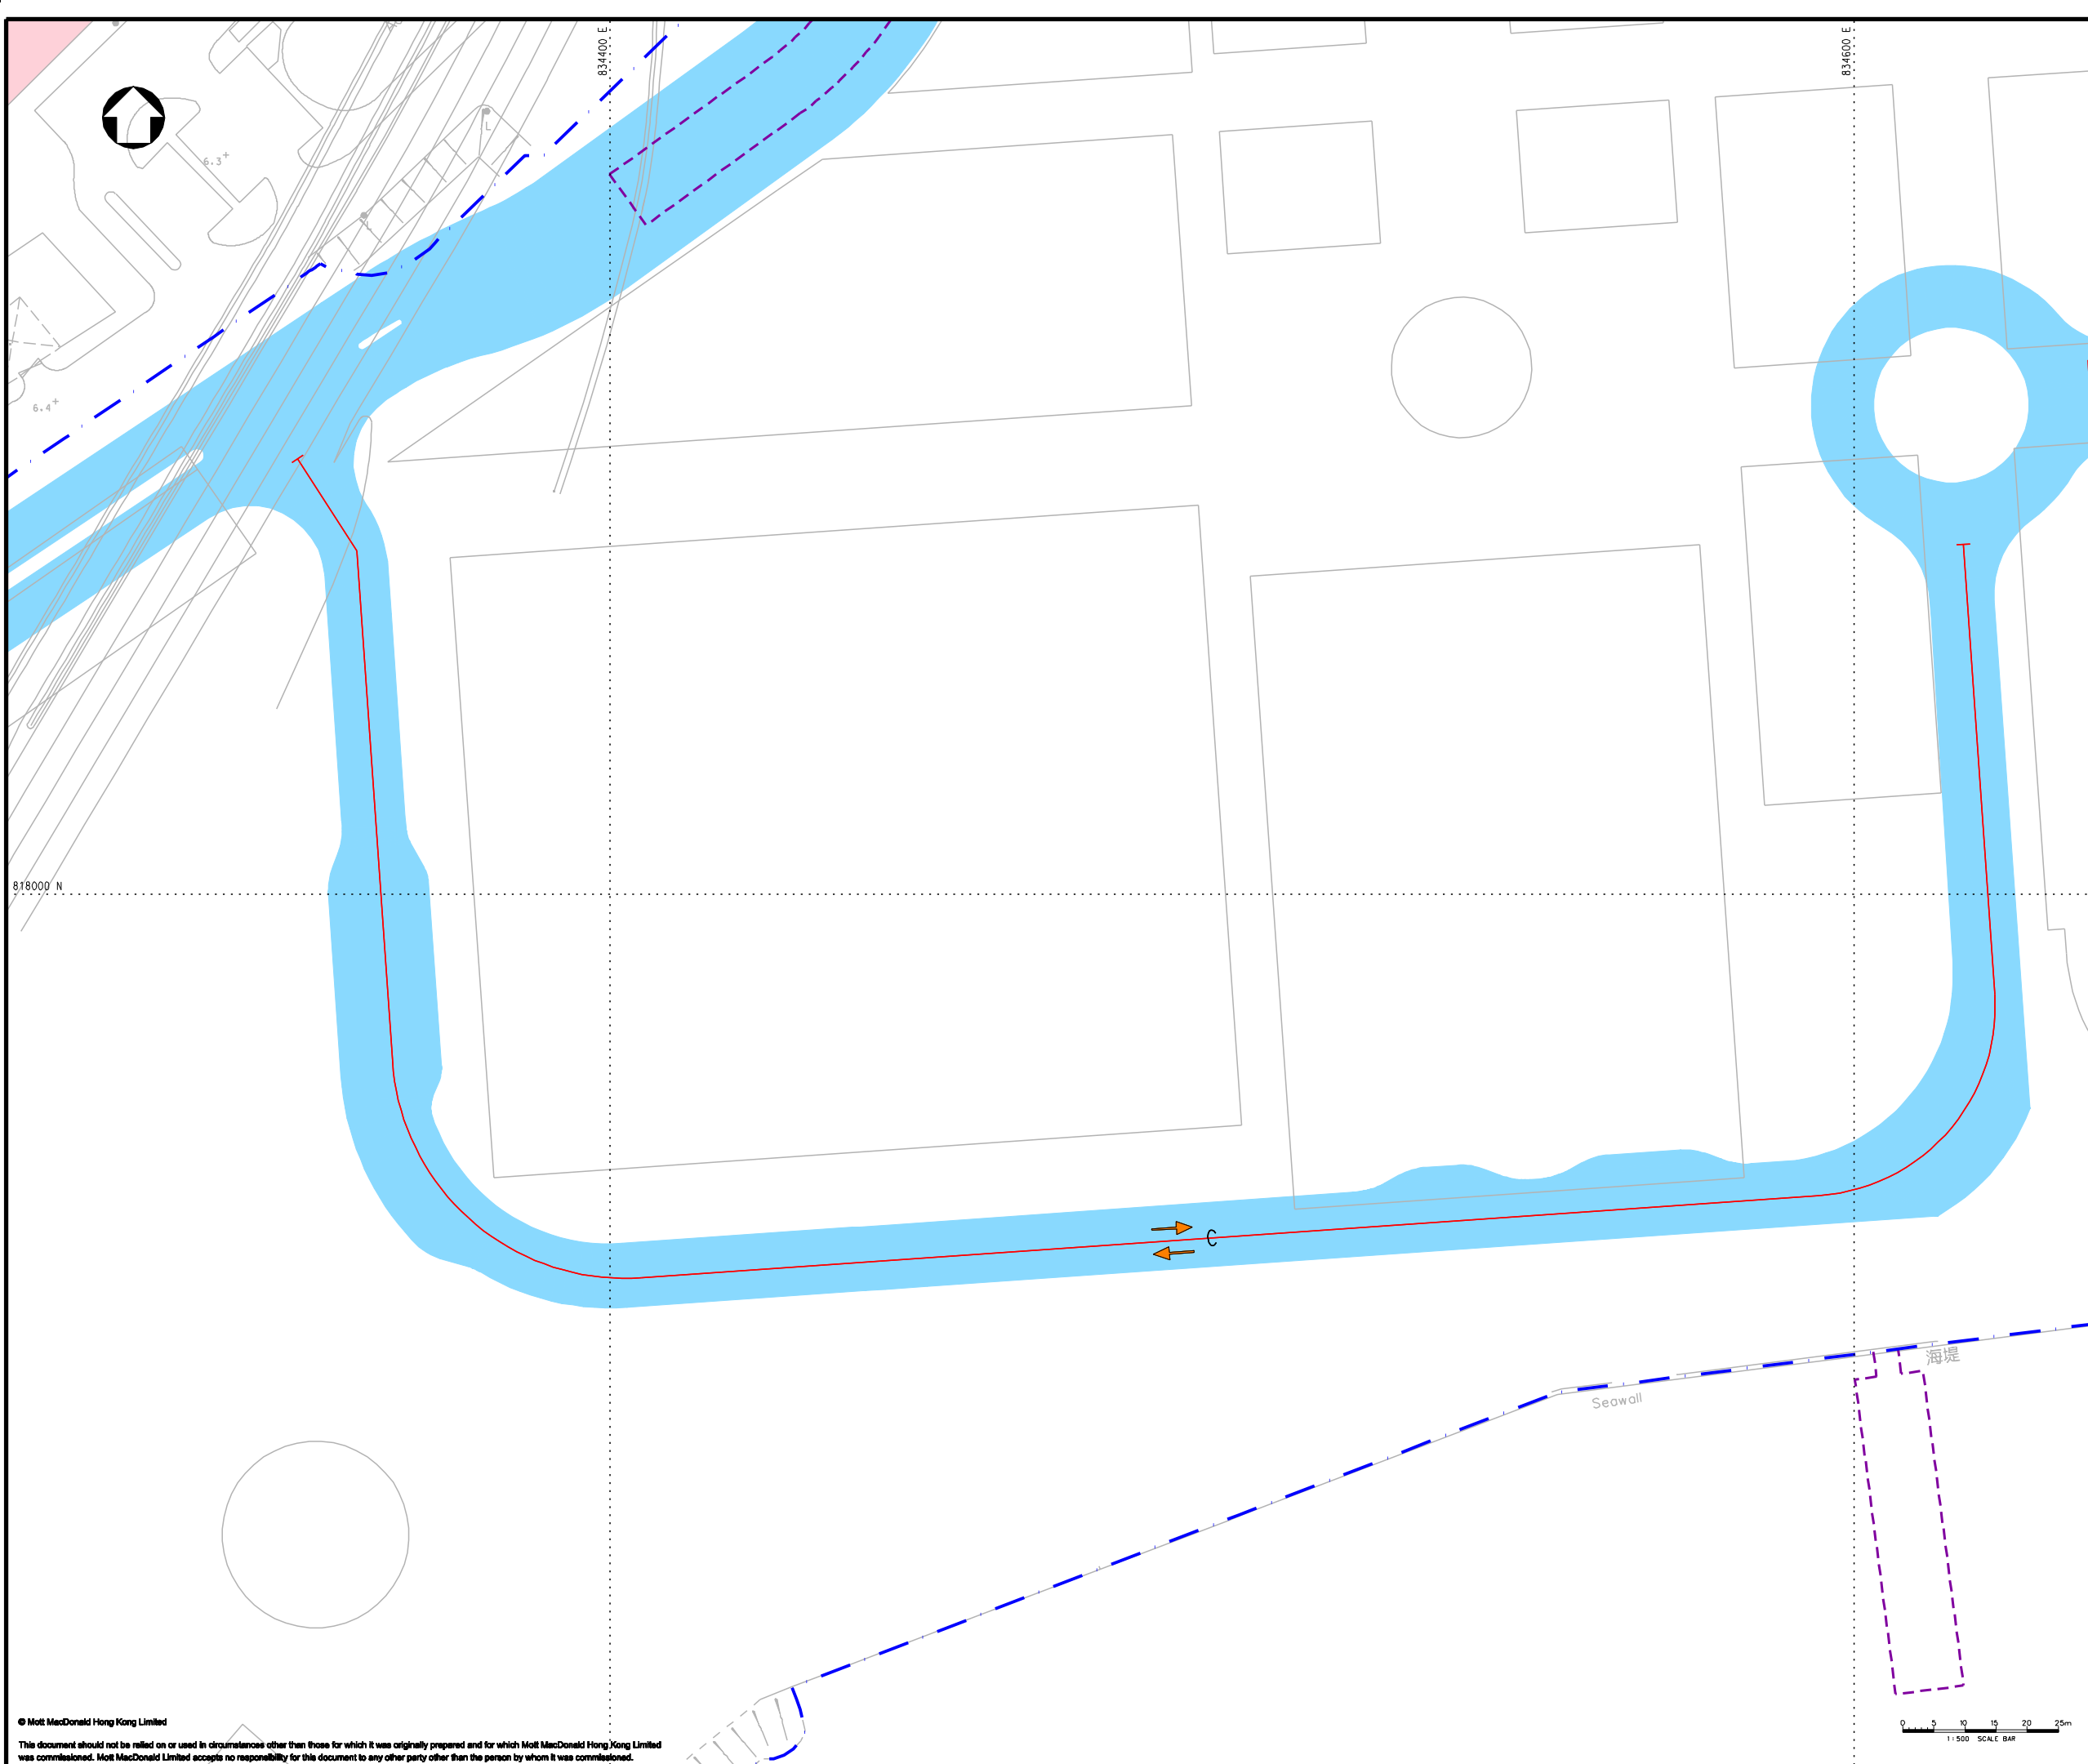 834400 E
834600 E
L
6.3+
L
6.4+
818000 N
C
海堤
Seawall
© Mott MacDonald Hong Kong Limited
This document should not be relied on or used in circumstances other than those for which it was originally prepared and for which Mott MacDonald Hong Kong Limited
was commissioned. Mott MacDonald Limited accepts no responsibility for this document to any other party other than the person by whom it was commissioned.
0 5 10 15 20 25m
1:500 SCALE BAR